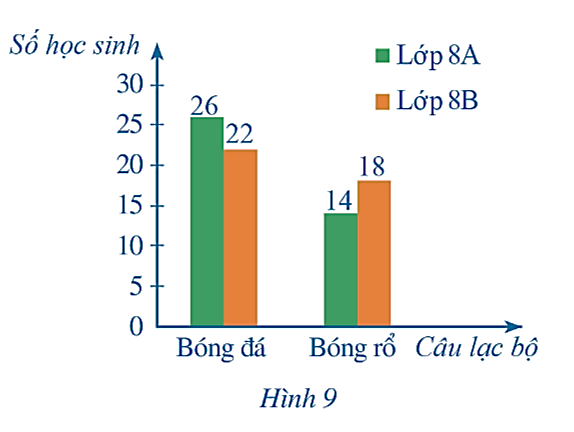 Số học sinh
Lớp 8A
Lớp 8B
30
25
20
15
10
5
0
26
22
14
18
Bóng đá
Bóng rổ
Câu lạc bộ
Hình 9